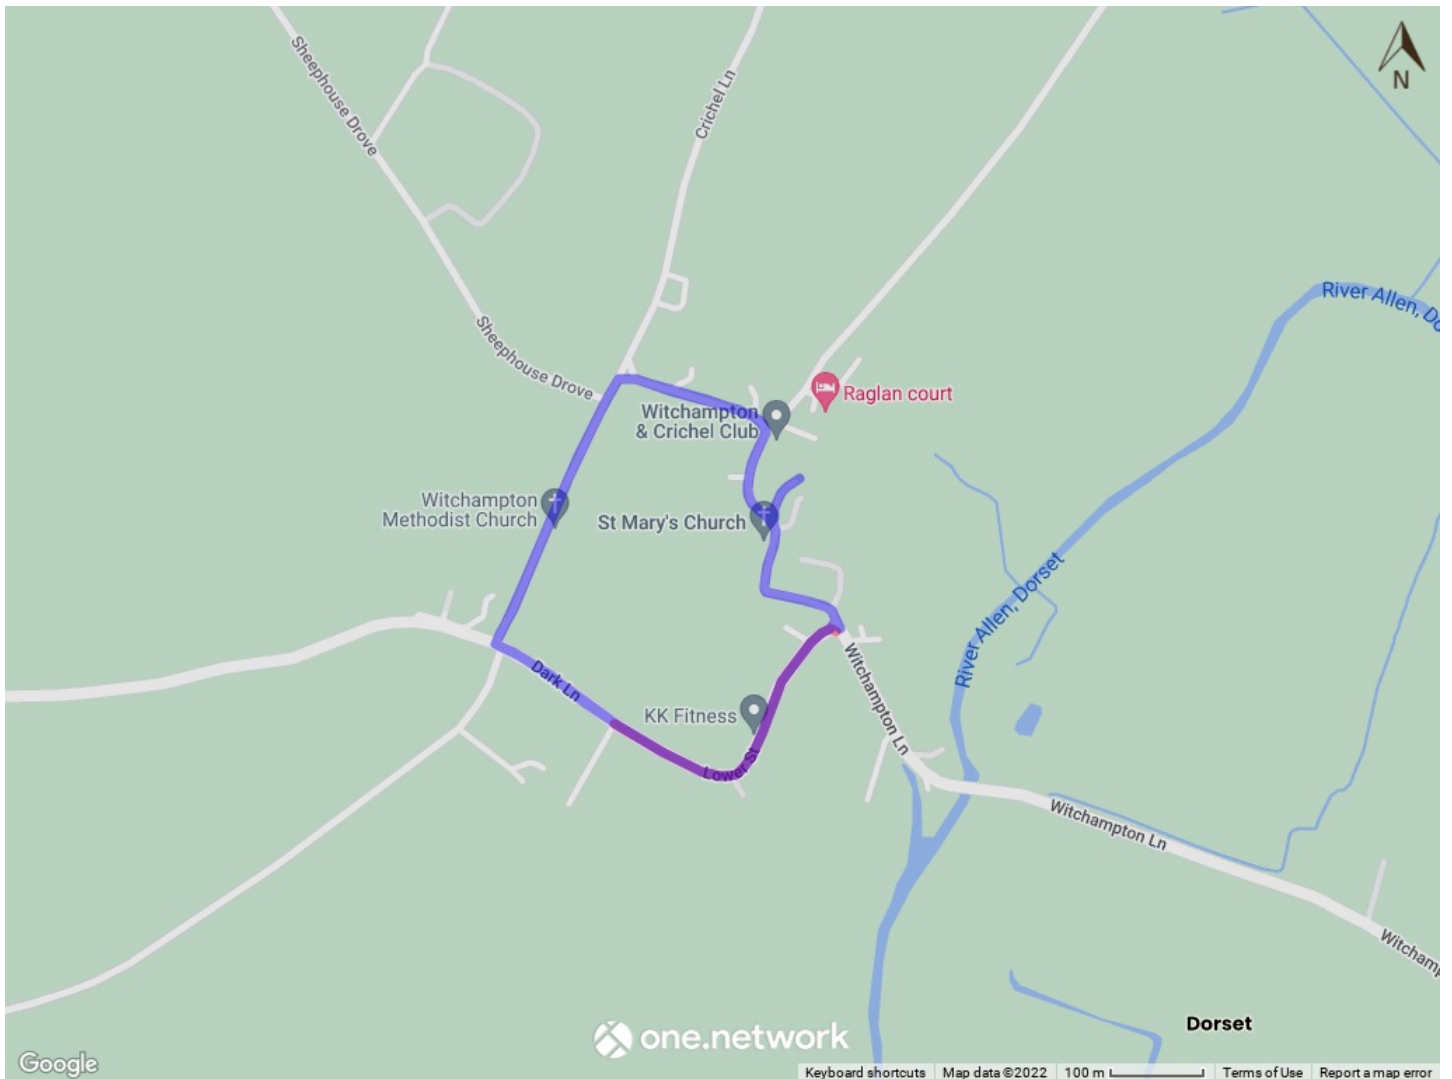 N
Sheephouse Drove
Crichel Ln
River Allen, Do
Sheephouse Drove
Raglan court
Witchampton
& Crichel Club
Witchampton
Methodist Church
St Mary's Church
River Allen, Dorset
Dark Ln
Witchampton Ln
KK Fitness
Lower St
Witchampton Ln
Witcham
Dorset
one.network
Google
Keyboard shortcuts
Map data ©2022
100 m
Terms of Use
Report a map error